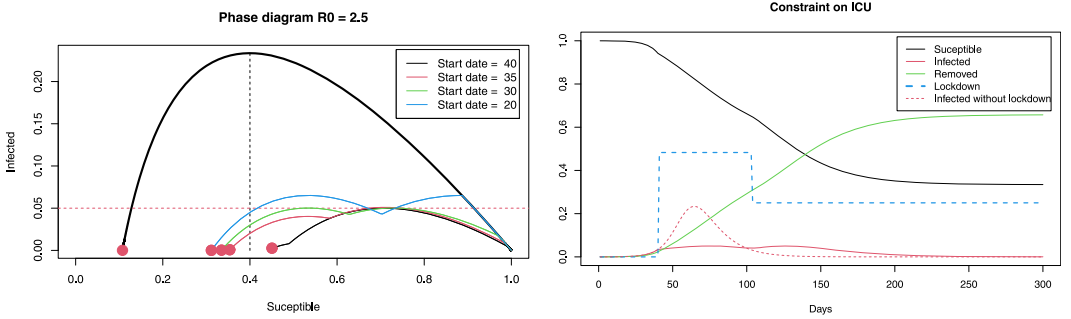 Phase diagram R0 = 2.5
Infected
0.00 0.05 0.10 0.15 0.20
Start date = 40
Start date = 35
Start date = 30
Start date = 20
0.0 0.2 0.4 0.6 0.8 1.0
Suceptible
Constraint on ICU
1.0
0.8
0.6
0.4
0.2
0.0
Suceptible
Infected
Removed
Lockdown
Infected without lockdown
0 50 100 150 200 250 300
Days